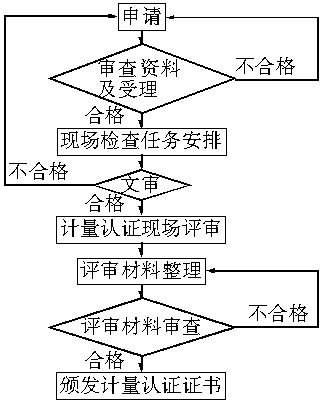 申请
审查资料
及受理
不合格
合格
现场检查任务安排
不合格
文审
合格
计量认证现场评审
评审材料整理
评审材料审查
不合格
合格
颁发计量认证证书